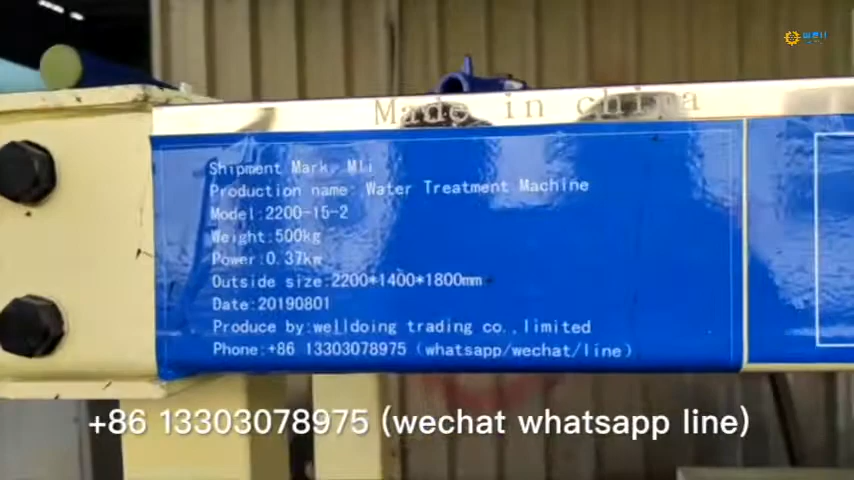 Made in china
Shipment Mark: Mli
Production name: Water Treatment Machine
Model:2200-15-2
Weight:500kg
Power:0.37kw
Outside size:2200*1400*1800mm
Date:20190801
Produce by:welldoing trading co.,limited
Phone:+86 13303078975 (whatsapp/wechat/line)
+86 13303078975 (wechat whatsapp line)